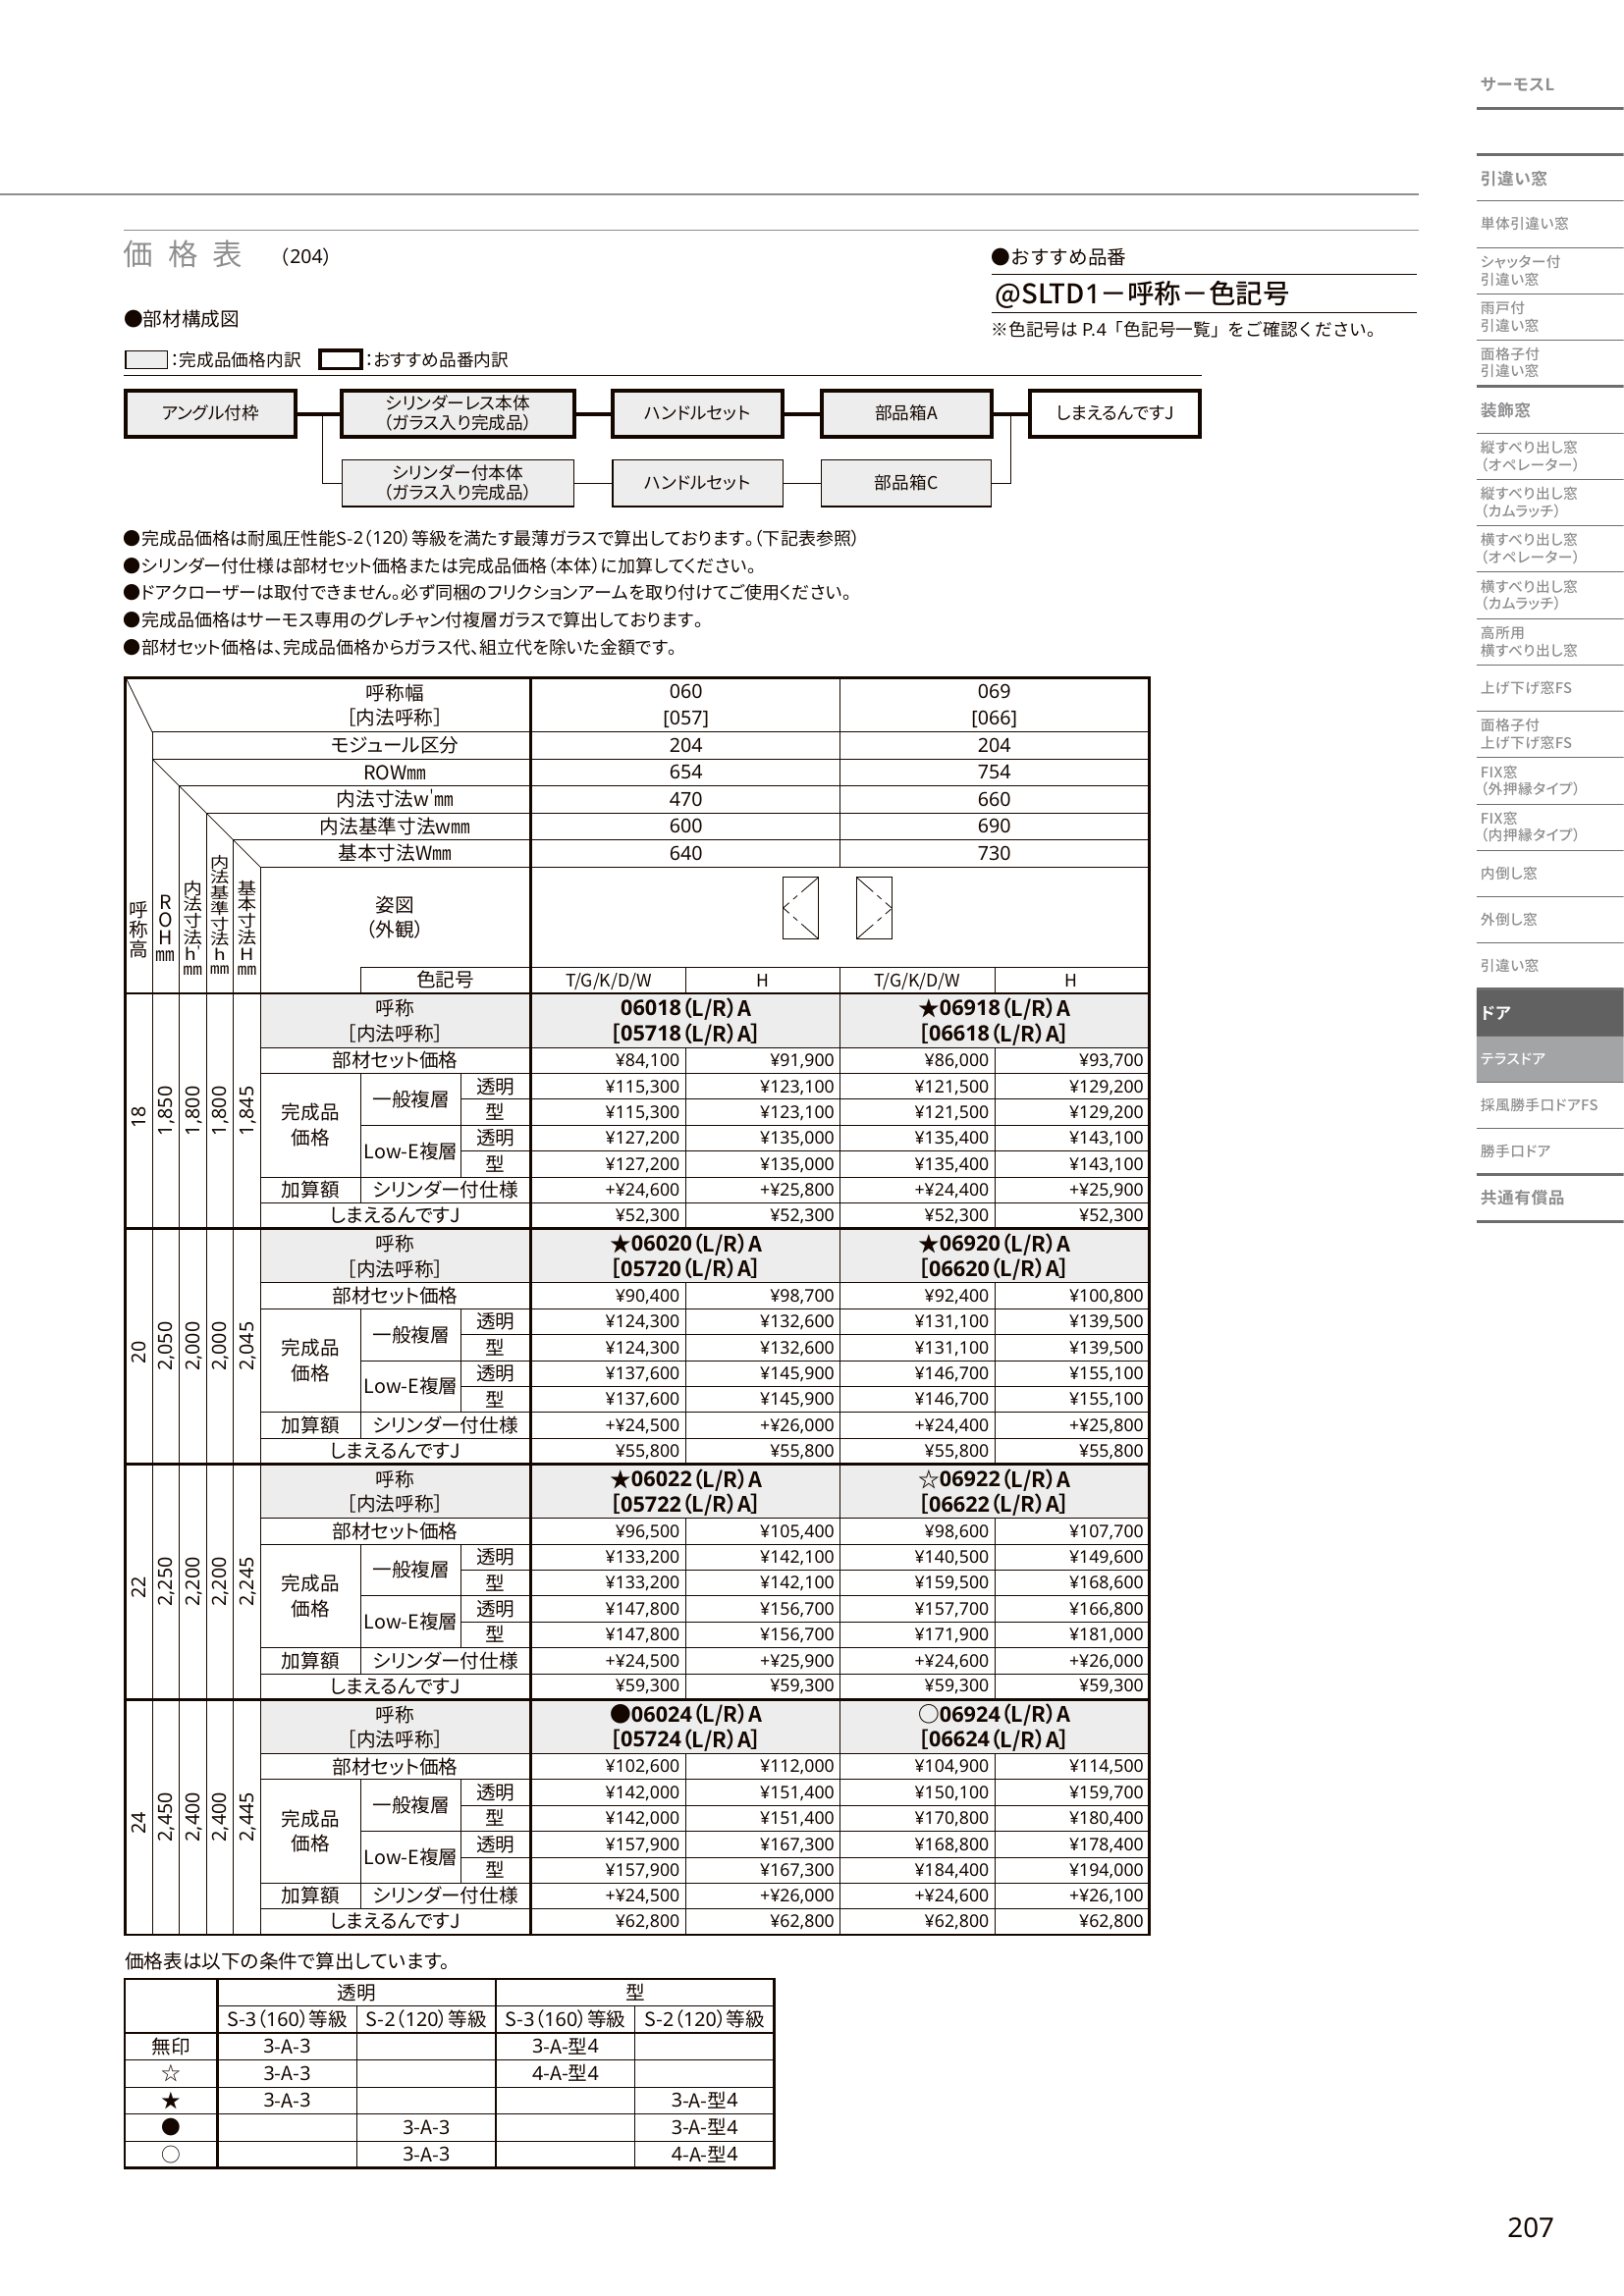 サーモスL
引違い窓
単体引違い窓
シャッター付
引違い窓
雨戸付
引違い窓
面格子付
引違い窓
装飾窓
縦すべり出し窓
（オペレーター）
縦すべり出し窓
（カムラッチ）
横すべり出し窓
（オペレーター）
横すべり出し窓
（カムラッチ）
高所用
横すべり出し窓
上げ下げ窓FS
面格子付
上げ下げ窓FS
FIX窓
（外押縁タイプ）
FIX窓
（内押縁タイプ）
内倒し窓
外倒し窓
引違い窓
ドア
テラスドア
採風勝手口ドアFS
勝手口ドア
共通有償品
価格表 （204）
●おすすめ品番
@SLTD1－呼称－色記号
※色記号は P.4「色記号一覧」をご確認ください。
●部材構成図
：完成品価格内訳 ：おすすめ品番内訳
アングル付枠 シリンダーレス本体（ガラス入り完成品） ハンドルセット 部品箱A しまえるんですJ
シリンダー付本体（ガラス入り完成品） ハンドルセット 部品箱C
●完成品価格は耐風圧性能S-2（120）等級を満たす最薄ガラスで算出しております。（下記表参照）
●シリンダー付仕様は部材セット価格または完成品価格（本体）に加算してください。
●ドアクローザーは取付できません。必ず同梱のフリクションアームを取り付けてご使用ください。
●完成品価格はサーモス専用のグレチャン付複層ガラスで算出しております。
●部材セット価格は、完成品価格からガラス代、組立代を除いた金額です。
呼称幅 060 069
［内法呼称］ [057] [066]
モジュール区分 204 204
ROW㎜ 654 754
内法寸法w'㎜ 470 660
内法基準寸法w㎜ 600 690
基本寸法W㎜ 640 730
呼称高 ROH㎜ 内法寸法h'㎜ 内法基準寸法h㎜ 基本寸法H㎜
姿図
（外観）
色記号 T/G/K/D/W H T/G/K/D/W H
18 1,850 1,800 1,800 1,845
呼称 06018（L/R）A ★06918（L/R）A
［内法呼称］ [05718（L/R）A] [06618（L/R）A]
部材セット価格 ¥84,100 ¥91,900 ¥86,000 ¥93,700
完成品価格 一般複層 透明 ¥115,300 ¥123,100 ¥121,500 ¥129,200
型 ¥115,300 ¥123,100 ¥121,500 ¥129,200
Low-E複層 透明 ¥127,200 ¥135,000 ¥135,400 ¥143,100
型 ¥127,200 ¥135,000 ¥135,400 ¥143,100
加算額 シリンダー付仕様 +¥24,600 +¥25,800 +¥24,400 +¥25,900
しまえるんですJ ¥52,300 ¥52,300 ¥52,300 ¥52,300
20 2,050 2,000 2,000 2,045
呼称 ★06020（L/R）A ★06920（L/R）A
［内法呼称］ [05720（L/R）A] [06620（L/R）A]
部材セット価格 ¥90,400 ¥98,700 ¥92,400 ¥100,800
完成品価格 一般複層 透明 ¥124,300 ¥132,600 ¥131,100 ¥139,500
型 ¥124,300 ¥132,600 ¥131,100 ¥139,500
Low-E複層 透明 ¥137,600 ¥145,900 ¥146,700 ¥155,100
型 ¥137,600 ¥145,900 ¥146,700 ¥155,100
加算額 シリンダー付仕様 +¥24,500 +¥26,000 +¥24,400 +¥25,800
しまえるんですJ ¥55,800 ¥55,800 ¥55,800 ¥55,800
22 2,250 2,200 2,200 2,245
呼称 ★06022（L/R）A ☆06922（L/R）A
［内法呼称］ [05722（L/R）A] [06622（L/R）A]
部材セット価格 ¥96,500 ¥105,400 ¥98,600 ¥107,700
完成品価格 一般複層 透明 ¥133,200 ¥142,100 ¥140,500 ¥149,600
型 ¥133,200 ¥142,100 ¥159,500 ¥168,600
Low-E複層 透明 ¥147,800 ¥156,700 ¥157,700 ¥166,800
型 ¥147,800 ¥156,700 ¥171,900 ¥181,000
加算額 シリンダー付仕様 +¥24,500 +¥25,900 +¥24,600 +¥26,000
しまえるんですJ ¥59,300 ¥59,300 ¥59,300 ¥59,300
24 2,450 2,400 2,400 2,445
呼称 ●06024（L/R）A ○06924（L/R）A
［内法呼称］ [05724（L/R）A] [06624（L/R）A]
部材セット価格 ¥102,600 ¥112,000 ¥104,900 ¥114,500
完成品価格 一般複層 透明 ¥142,000 ¥151,400 ¥150,100 ¥159,700
型 ¥142,000 ¥151,400 ¥170,800 ¥180,400
Low-E複層 透明 ¥157,900 ¥167,300 ¥168,800 ¥178,400
型 ¥157,900 ¥167,300 ¥184,400 ¥194,000
加算額 シリンダー付仕様 +¥24,500 +¥26,000 +¥24,600 +¥26,100
しまえるんですJ ¥62,800 ¥62,800 ¥62,800 ¥62,800
価格表は以下の条件で算出しています。
透明 型
S-3（160）等級 S-2（120）等級 S-3（160）等級 S-2（120）等級
無印 3-A-3 3-A-型4
☆ 3-A-3 4-A-型4
★ 3-A-3 3-A-型4
● 3-A-3 3-A-型4
○ 3-A-3 4-A-型4
207